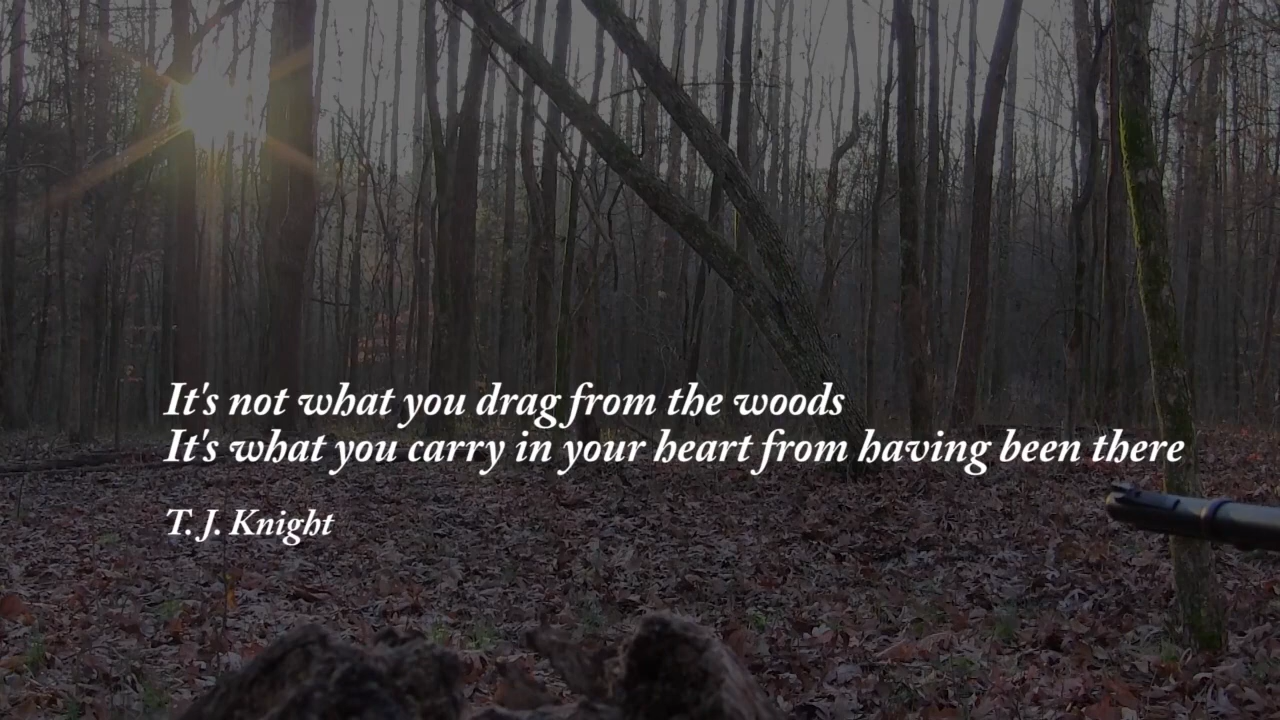 It's not what you drag from the woods
It's what you carry in your heart from having been there
T. J. Knight